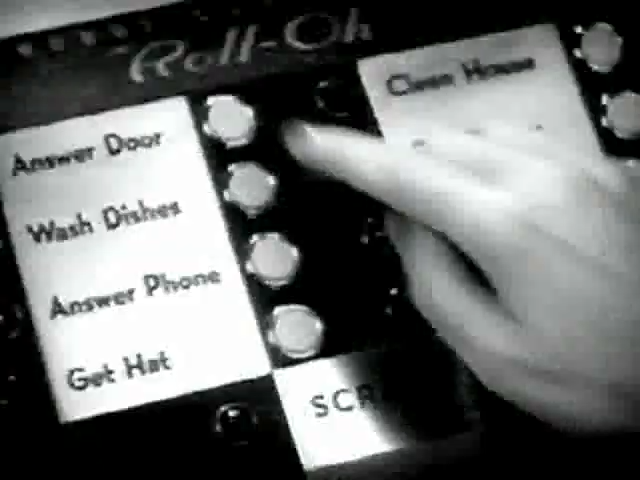 Roll-Oh
Answer Door
Wash Dishes
Answer Phone
Get Hat
Clean House
SCR